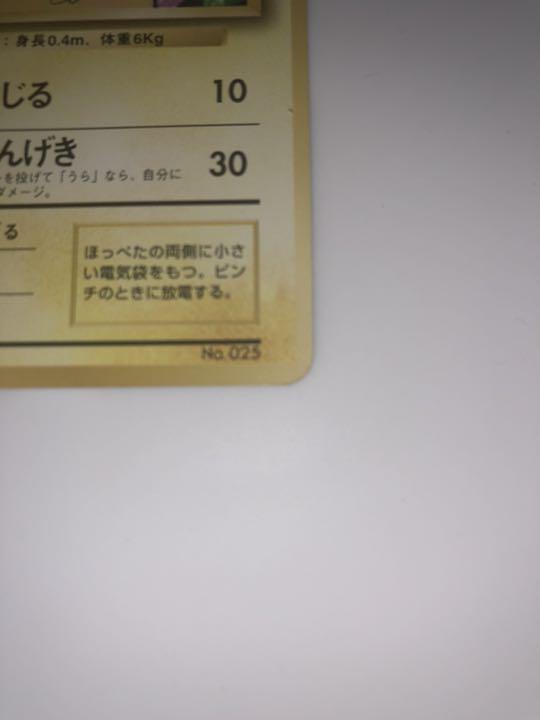 ：身長0.4m、体重6Kg
じる 10
んげき 30
を投げて「うら」なら、自分に
ダメージ。
る
ほっぺたの両側に小さ
い電気袋をもつ。ピン
チのときに放電する。
No. 025